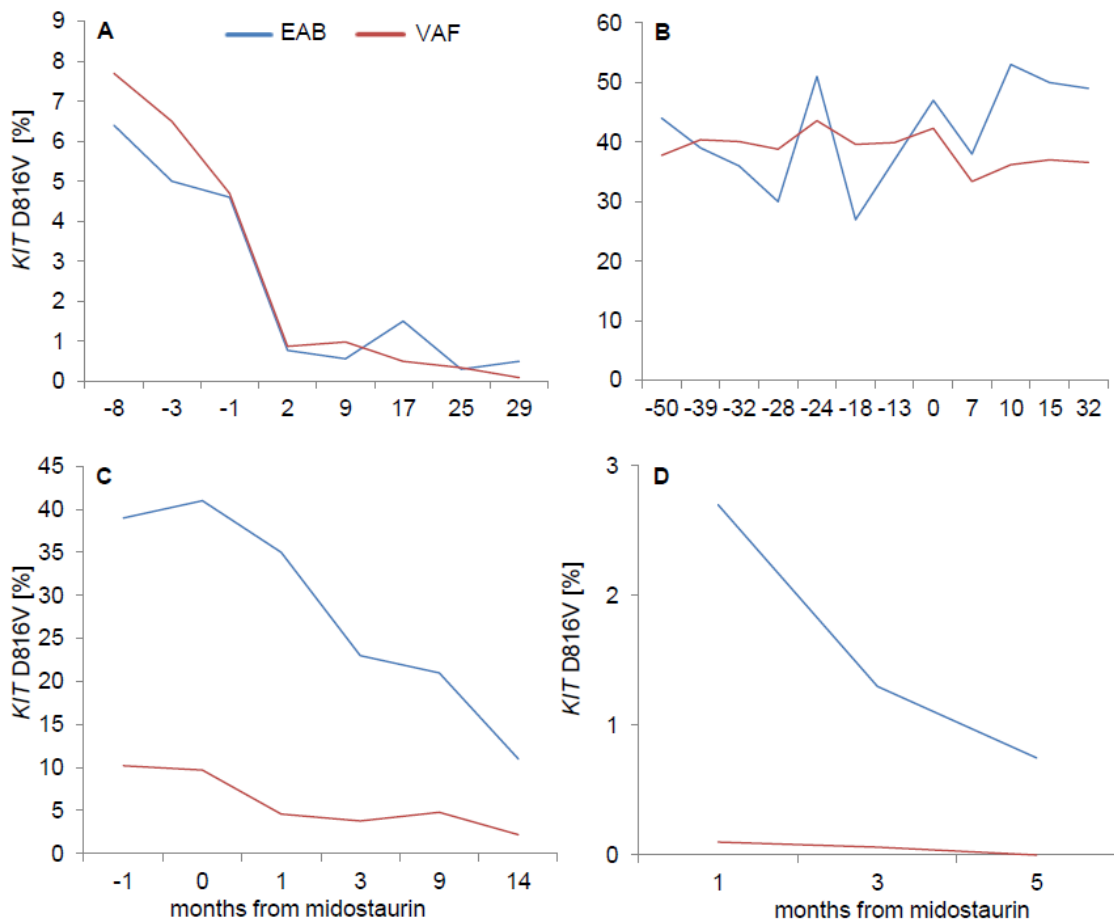 A
EAB
VAF
KIT D816V [%]
9
8
7
6
5
4
3
2
1
0
-8 -3 -1 2 9 17 25 29
B
60
50
40
30
20
10
0
-50 -39 -32 -28 -24 -18 -13 0 7 10 15 32
C
KIT D816V [%]
45
40
35
30
25
20
15
10
5
0
-1 0 1 3 9 14
months from midostaurin
D
KIT D816V [%]
3
2
1
0
1 3 5
months from midostaurin